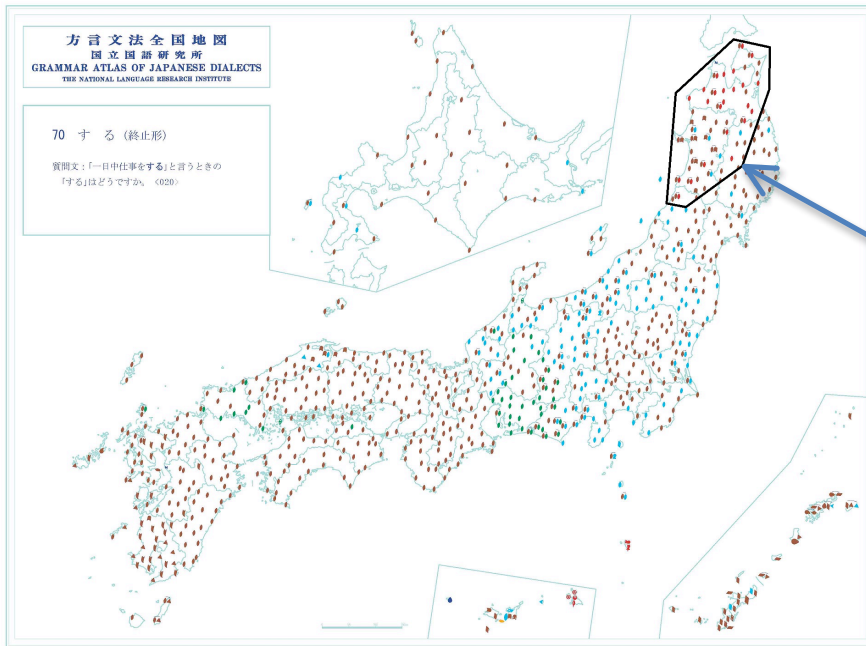 方言文法全国地図
国立国語研究所
GRAMMAR ATLAS OF JAPANESE DIALECTS
THE NATIONAL LANGUAGE RESEARCH INSTITUTE
70 する (終止形)
質問文:「一日中仕事をする」と言うときの
「する」はどうですか。〈020〉